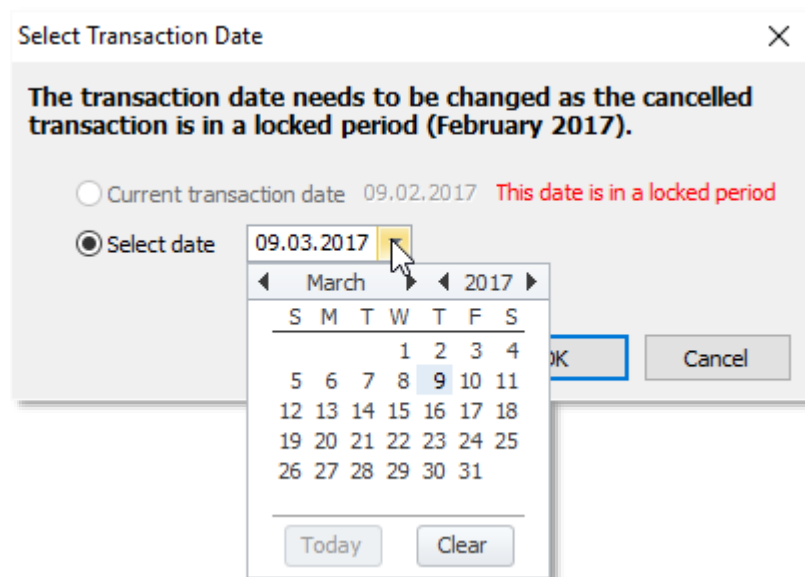 Select Transaction Date
The transaction date needs to be changed as the cancelled
transaction is in a locked period (February 2017).
Current transaction date 09.02.2017 This date is in a locked period
Select date 09.03.2017
March 2017
S M T W T F S
1 2 3 4
5 6 7 8 9 10 11
12 13 14 15 16 17 18
19 20 21 22 23 24 25
26 27 28 29 30 31
Today Clear
Cancel